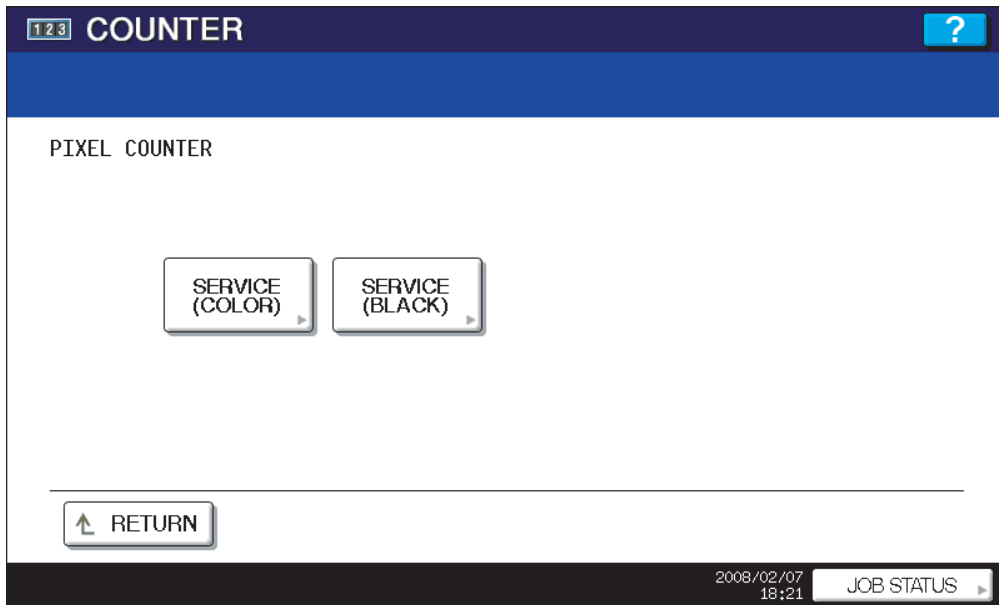 123 COUNTER
?
PIXEL COUNTER
SERVICE
(COLOR)
SERVICE
(BLACK)
RETURN
2008/02/07
18:21
JOB STATUS